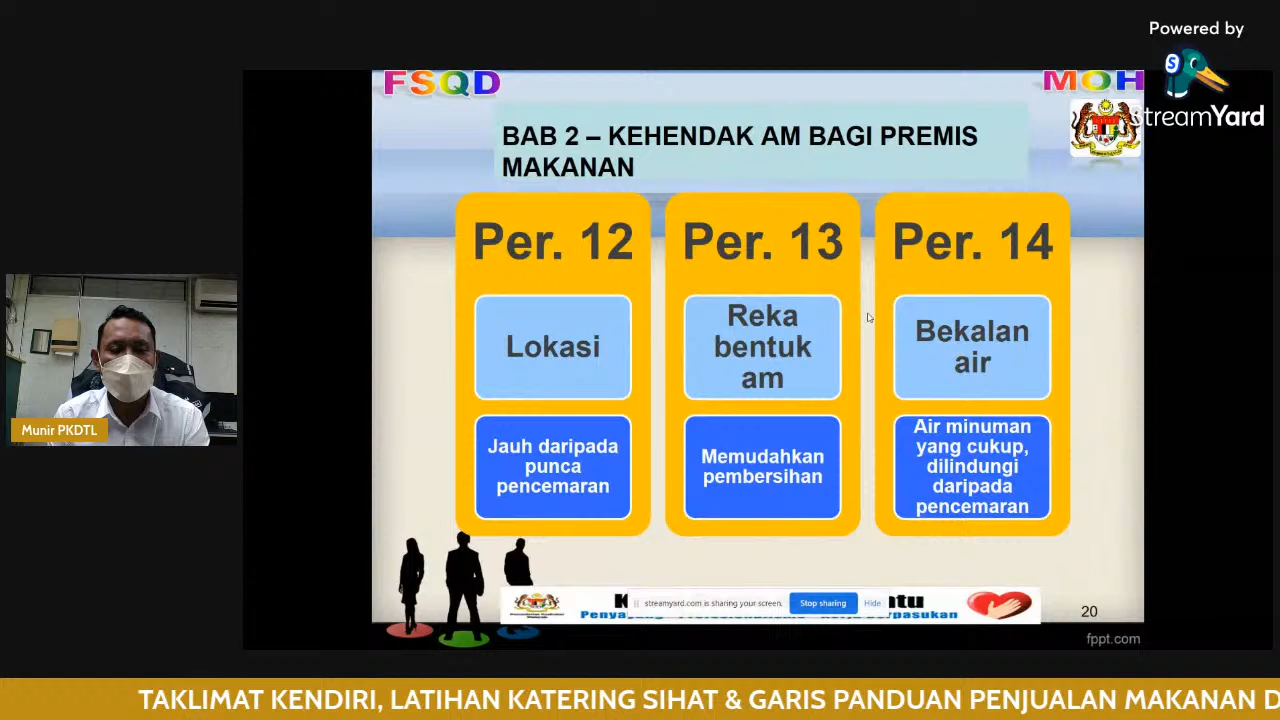 Powered by
StreamYard
FSQD
MOH
BAB 2 – KEHENDAK AM BAGI PREMIS
MAKANAN
Per. 12
Lokasi
Jauh daripada
punca
pencemaran
Per. 13
Reka
bentuk
am
Memudahkan
pembersihan
Per. 14
Bekalan
air
Air minuman
yang cukup,
dilindungi
daripada
pencemaran
Munir PKDTL
streamyard.com is sharing your screen.
Stop sharing
Hide
20
fppt.com
TAKLIMAT KENDIRI, LATIHAN KATERING SIHAT & GARIS PANDUAN PENJUALAN MAKANAN D